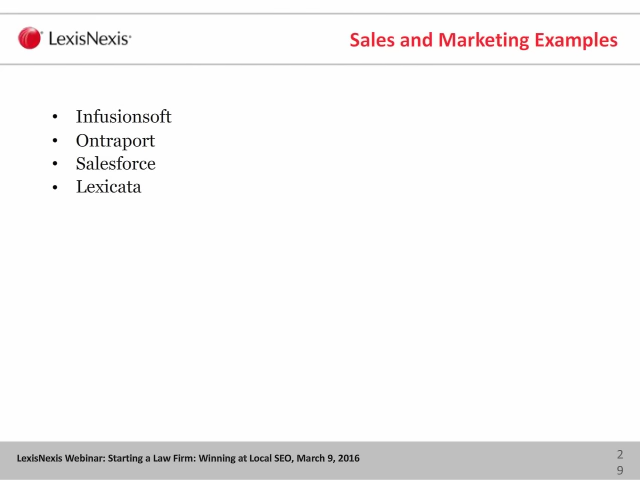 LexisNexis®
Sales and Marketing Examples
• Infusionsoft
• Ontraport
• Salesforce
• Lexicata
LexisNexis Webinar: Starting a Law Firm: Winning at Local SEO, March 9, 2016
2
9